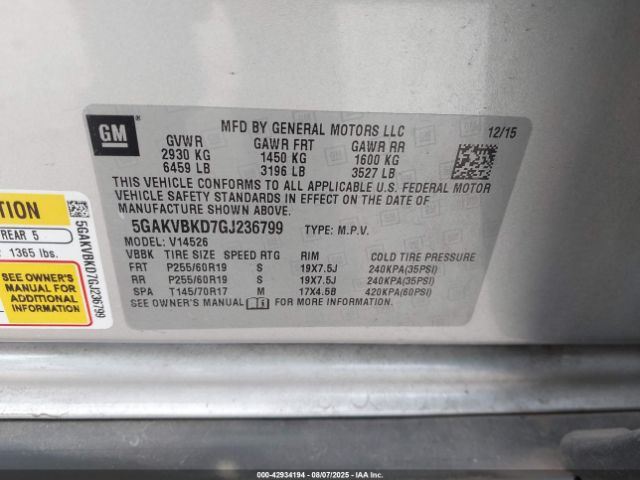 GM
MFD BY GENERAL MOTORS LLC 12/15
GVWR GAWR FRT GAWR RR
2930 KG 1450 KG 1600 KG
6459 LB 3196 LB 3527 LB
THIS VEHICLE CONFORMS TO ALL APPLICABLE U.S. FEDERAL MOTOR
VEHICLE SAFETY STANDARDS IN EFFECT ON THE DATE OF
MANUFACTURE SHOWN ABOVE.
5GAKVBKD7GJ236799 TYPE: M.P.V.
MODEL: V14526
VBBK TIRE SIZE SPD RTG RIM COLD TIRE PRESSURE
FRT P255/60R19 S 19X7.5J 240KPA(35PSI)
RR P255/60R19 S 19X7.5J 240KPA(35PSI)
SPA T145/70R17 M 17X4.5B 420KPA(60PSI)
SEE OWNER'S MANUAL FOR MORE INFORMATION.
TION
REAR 5
1365 lbs.
SEE OWNER'S
MANUAL FOR
ADDITIONAL
INFORMATION
5GAKVBKD7GJ236799
000-42934194 08/07/2025 Copyright 2025 IAA, LLC